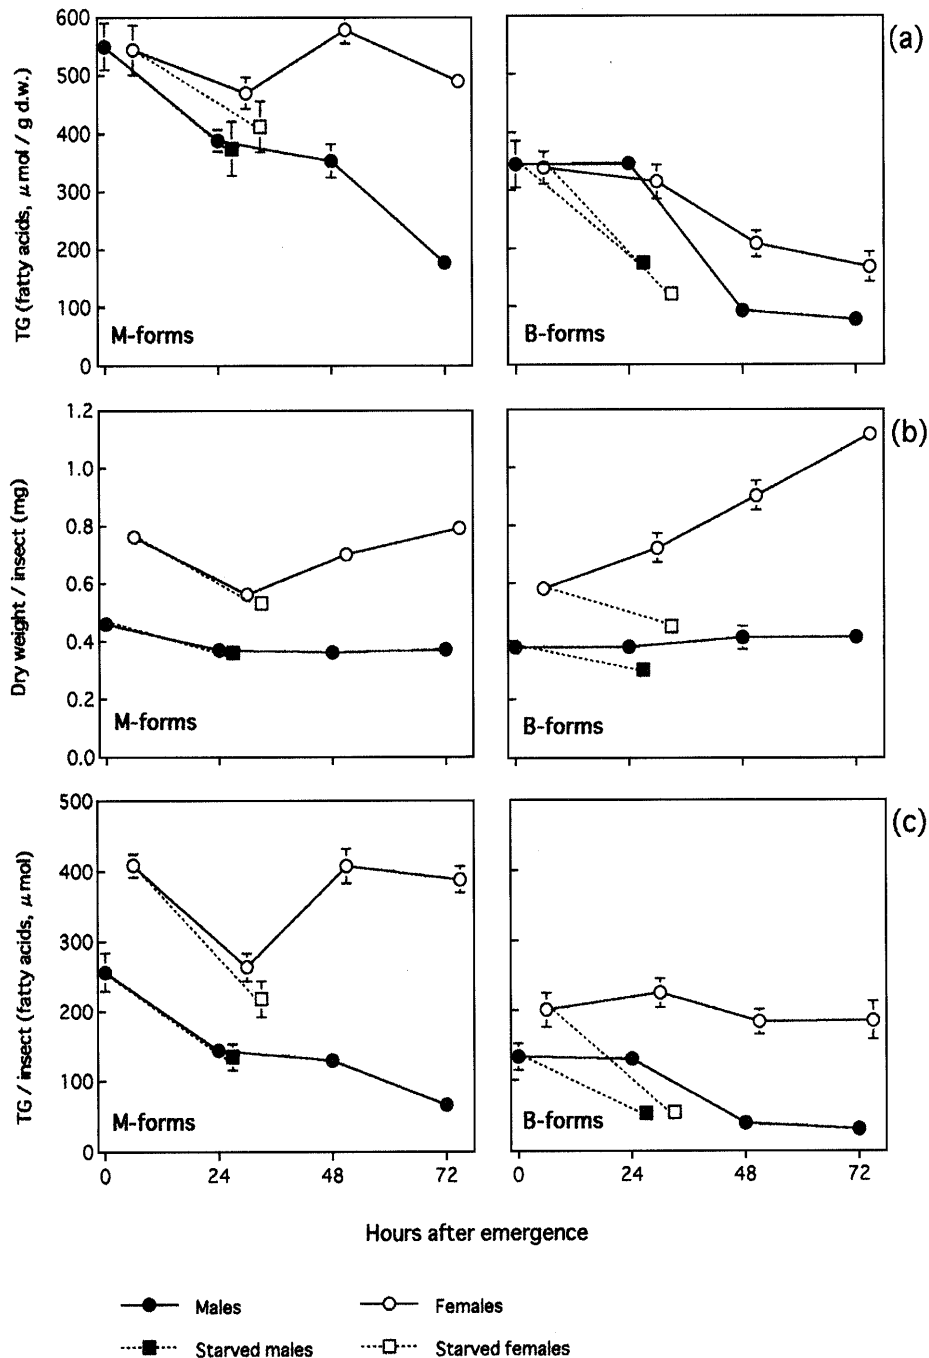 600
500
400
300
200
100
0
TG (fatty acids, μmol / g d.w.)
M-forms
B-forms
(a)
1.2
1.0
0.8
0.6
0.4
0.2
0.0
Dry weight / insect (mg)
M-forms
B-forms
(b)
500
400
300
200
100
0
TG / insect (fatty acids, μmol)
M-forms
B-forms
(c)
0 24 48 72 0 24 48 72
Hours after emergence
Males Females
Starved males Starved females